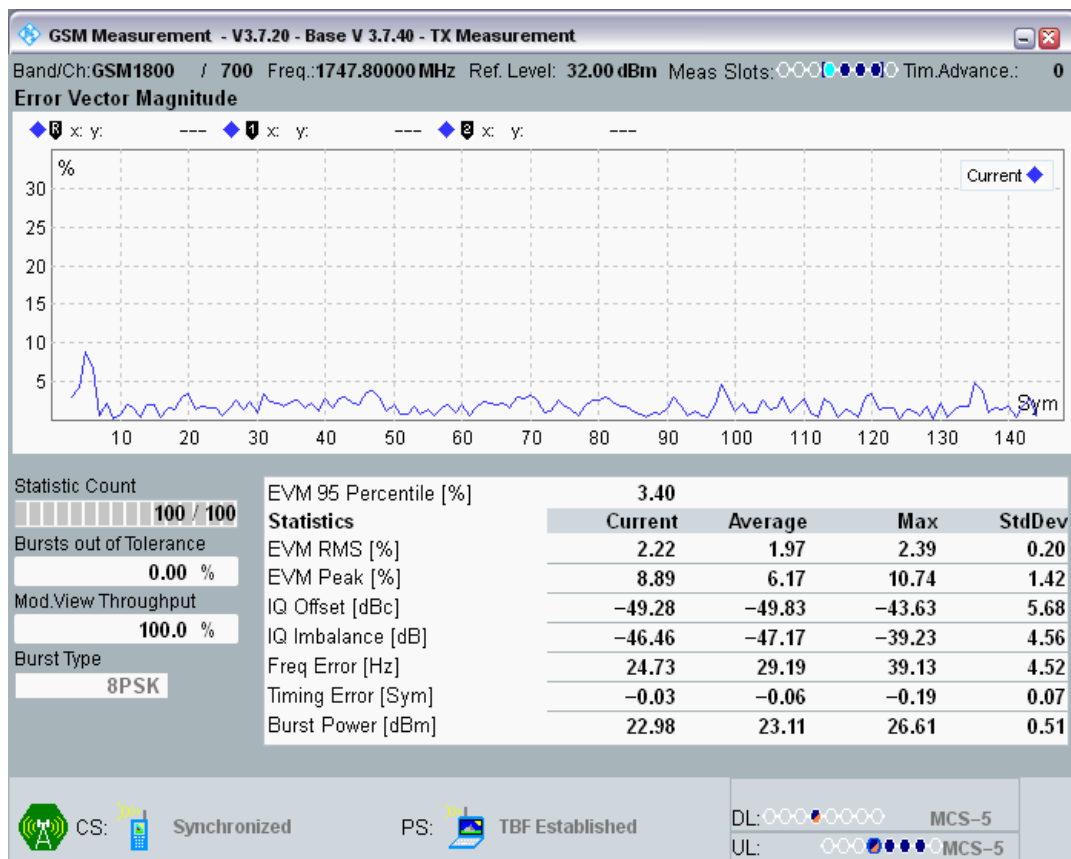 GSM Measurement - V3.7.20 - Base V 3.7.40 - TX Measurement
Band/Ch:GSM1800 / 700 Freq.:1747.80000 MHz Ref. Level: 32.00 dBm Meas Slots: Tim.Advance.: 0
Error Vector Magnitude
R x: y: --- 1 x: y: --- 2 x: y: ---
%
Current
30
25
20
15
10
5
Sym
10 20 30 40 50 60 70 80 90 100 110 120 130 140
Statistic Count
100 / 100
Bursts out of Tolerance
0.00 %
Mod.View Throughput
100.0 %
Burst Type
8PSK
EVM 95 Percentile [%] 3.40
Statistics Current Average Max StdDev
EVM RMS [%] 2.22 1.97 2.39 0.20
EVM Peak [%] 8.89 6.17 10.74 1.42
IQ Offset [dBc] −49.28 −49.83 −43.63 5.68
IQ Imbalance [dB] −46.46 −47.17 −39.23 4.56
Freq Error [Hz] 24.73 29.19 39.13 4.52
Timing Error [Sym] −0.03 −0.06 −0.19 0.07
Burst Power [dBm] 22.98 23.11 26.61 0.51
CS: Synchronized PS: TBF Established
DL: MCS−5
UL: MCS−5